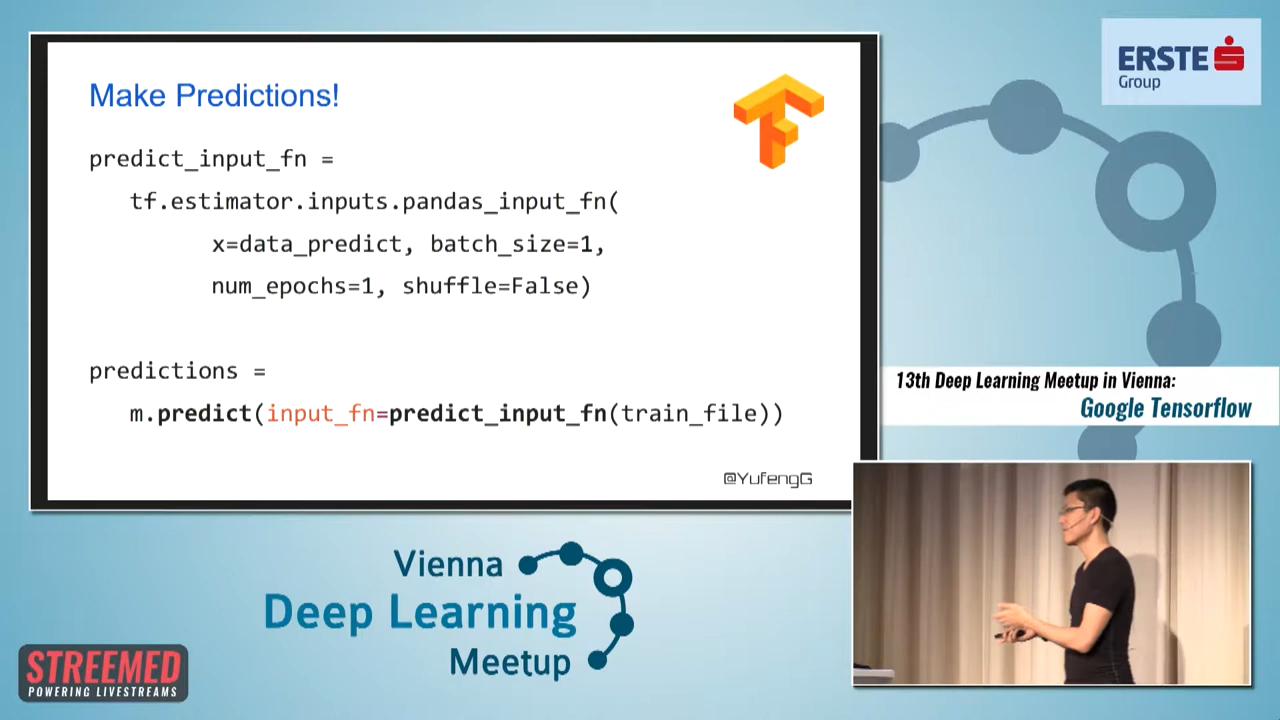 Make Predictions!
predict_input_fn =
tf.estimator.inputs.pandas_input_fn(
x=data_predict, batch_size=1,
num_epochs=1, shuffle=False)
predictions =
m.predict(input_fn=predict_input_fn(train_file))
@YufengG
ERSTE
Group
13th Deep Learning Meetup in Vienna:
Google Tensorflow
Vienna
Deep Learning
Meetup
STREEMED
POWERING LIVESTREAMS